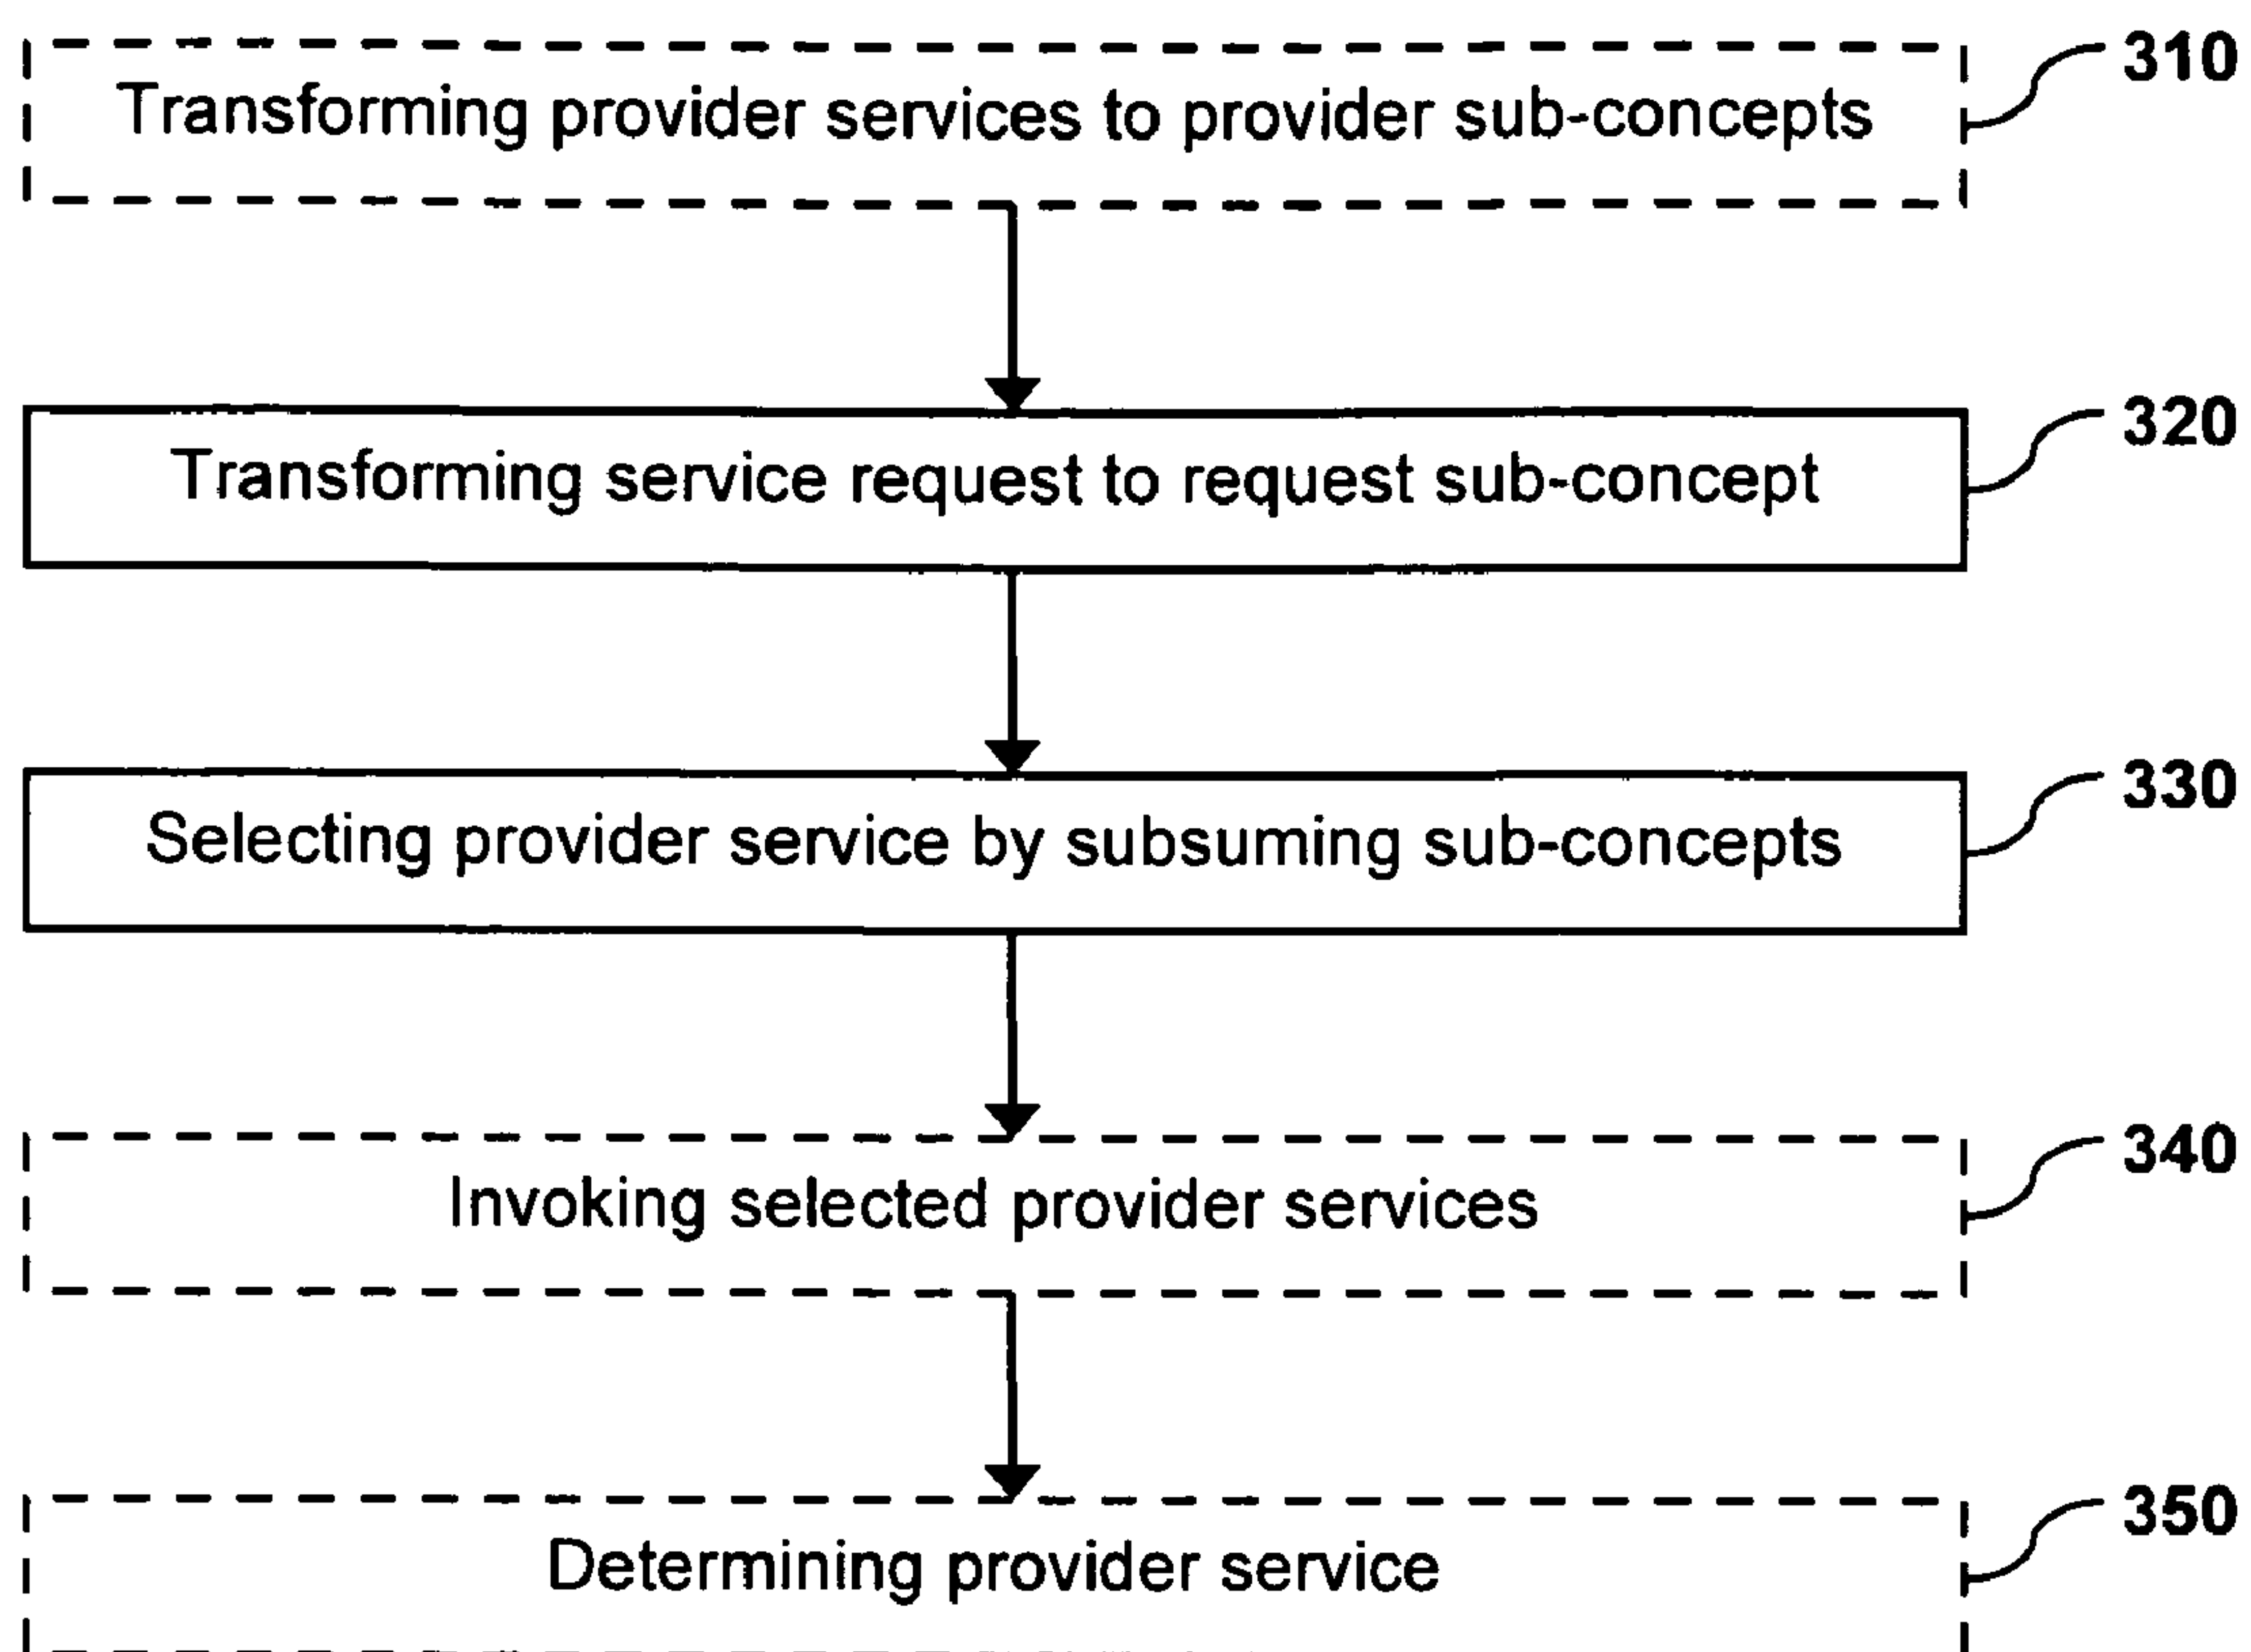 Transforming provider services to provider sub-concepts
310
Transforming service request to request sub-concept
320
Selecting provider service by subsuming sub-concepts
330
Invoking selected provider services
340
Determining provider service
350